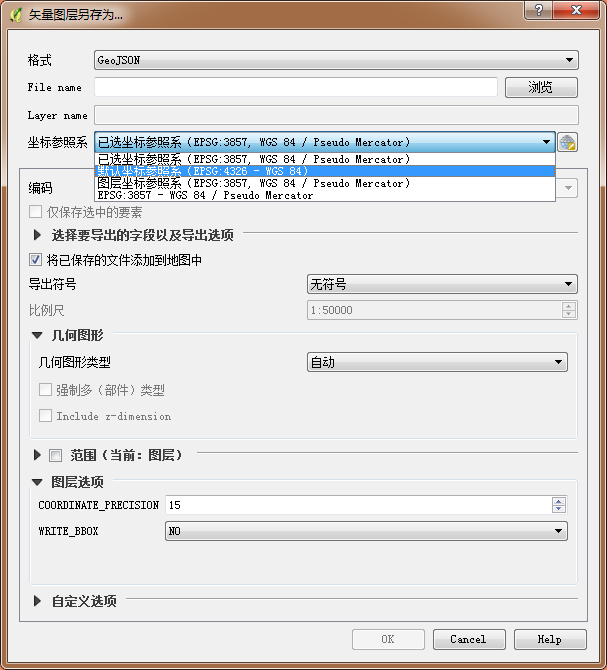 矢量图层另存为...
格式 GeoJSON
File name 浏览
Layer name
坐标参照系 已选坐标参照系 (EPSG:3857, WGS 84 / Pseudo Mercator)
已选坐标参照系 (EPSG:3857, WGS 84 / Pseudo Mercator)
默认坐标参照系 (EPSG:4326 - WGS 84)
图层坐标参照系 (EPSG:3857, WGS 84 / Pseudo Mercator)
EPSG:3857 - WGS 84 / Pseudo Mercator
编码
仅保存选中的要素
选择要导出的字段以及导出选项
将已保存的文件添加到地图中
导出符号 无符号
比例尺 1:50000
几何图形
几何图形类型 自动
强制多（部件）类型
Include z-dimension
范围（当前：图层）
图层选项
COORDINATE_PRECISION 15
WRITE_BBOX NO
自定义选项
OK Cancel Help